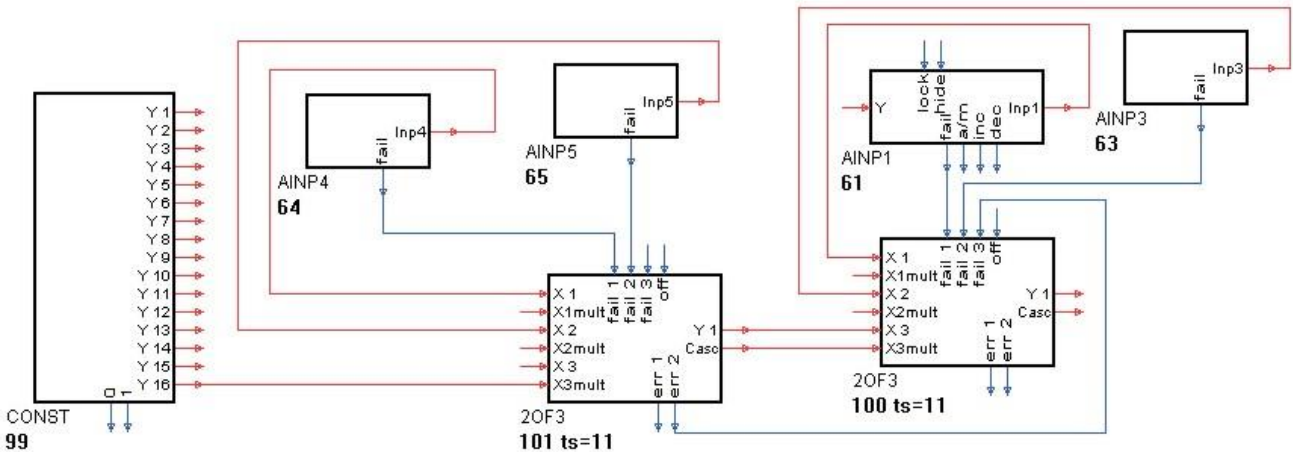 Y 1
Y 2
Y 3
Y 4
Y 5
Y 6
Y 7
Y 8
Y 9
Y 10
Y 11
Y 12
Y 13
Y 14
Y 15
Y 16
0
1
CONST
99
Inp4
fail
AINP4
64
Inp5
fail
AINP5
65
X 1
X1mult
X 2
X2mult
X 3
X3mult
fail 1
fail 2
fail 3
off
Y 1
Casc
err 1
err 2
2OF3
101 ts=11
lock
hide
Y
Inp1
fail
a/m
inc
dec
AINP1
61
Inp3
fail
AINP3
63
X 1
X1mult
X 2
X2mult
X 3
X3mult
fail 1
fail 2
fail 3
off
Y 1
Casc
err 1
err 2
2OF3
100 ts=11